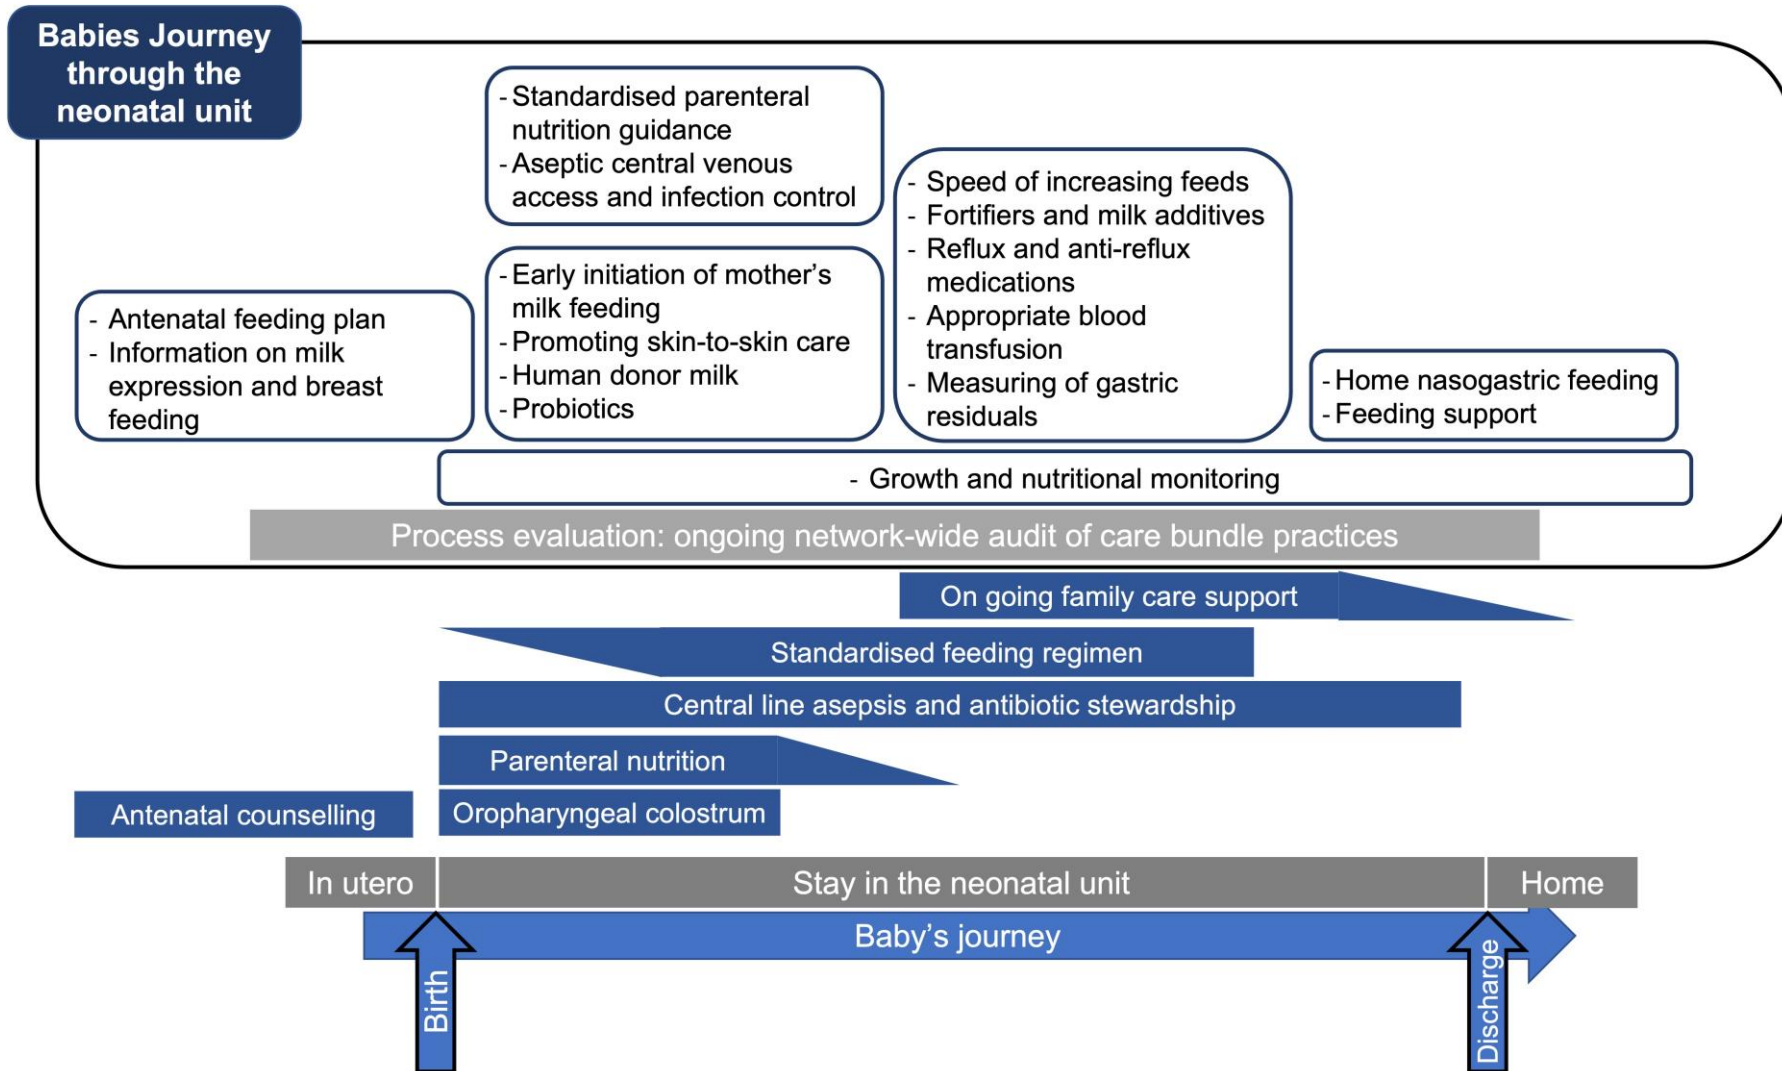 Babies Journey
through the
neonatal unit
- Standardised parenteral
nutrition guidance
- Aseptic central venous
access and infection control
- Speed of increasing feeds
- Fortifiers and milk additives
- Reflux and anti-reflux
medications
- Appropriate blood
transfusion
- Measuring of gastric
residuals
- Early initiation of mother’s
milk feeding
- Promoting skin-to-skin care
- Human donor milk
- Probiotics
- Antenatal feeding plan
- Information on milk
expression and breast
feeding
- Home nasogastric feeding
- Feeding support
- Growth and nutritional monitoring
Process evaluation: ongoing network-wide audit of care bundle practices
On going family care support
Standardised feeding regimen
Central line asepsis and antibiotic stewardship
Parenteral nutrition
Antenatal counselling
Oropharyngeal colostrum
In utero
Stay in the neonatal unit
Home
Baby’s journey
Birth
Discharge